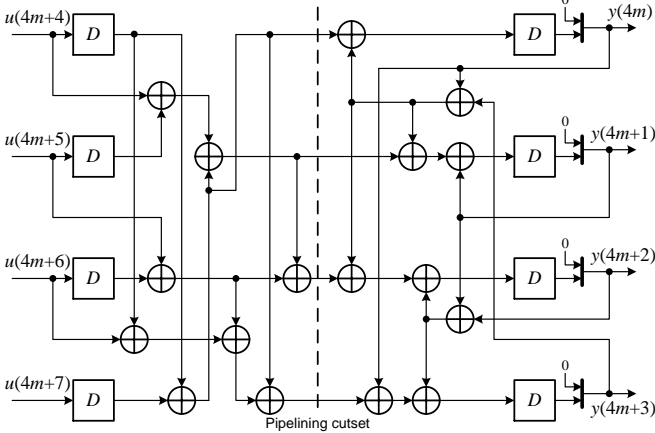 0
u(4m+4)
D
D
y(4m)
0
u(4m+5)
D
D
y(4m+1)
0
u(4m+6)
D
D
y(4m+2)
0
u(4m+7)
D
D
y(4m+3)
Pipelining cutset